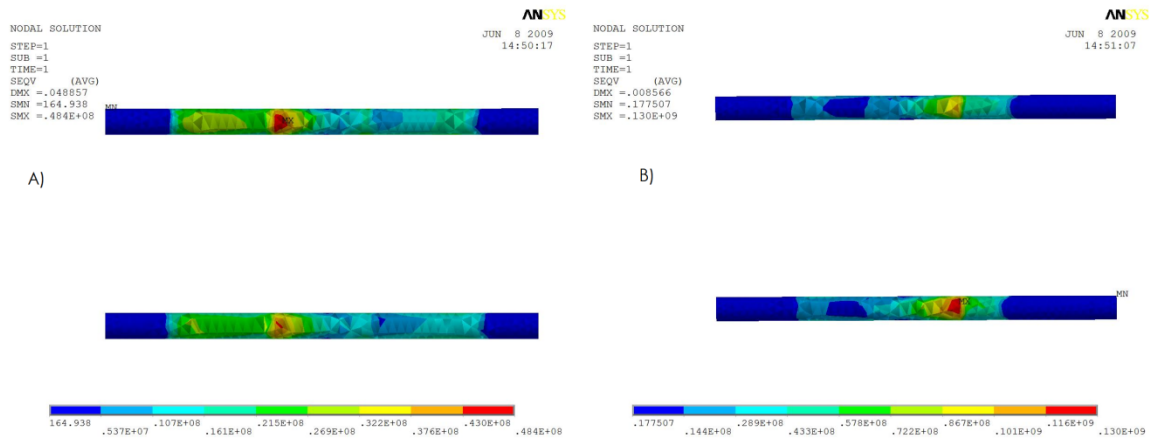 ANSYS
NODAL SOLUTION
JUN 8 2009
14:50:17
STEP=1
SUB =1
TIME=1
SEQV (AVG)
DMX =.048857
SMN =164.938
SMX =.484E+08
MN
MX
A)
164.938 .107E+08 .215E+08 .322E+08 .430E+08
.537E+07 .161E+08 .269E+08 .376E+08 .484E+08
ANSYS
NODAL SOLUTION
JUN 8 2009
14:51:07
STEP=1
SUB =1
TIME=1
SEQV (AVG)
DMX =.008566
SMN =.177507
SMX =.130E+09
B)
MX
MN
.177507 .289E+08 .578E+08 .867E+08 .116E+09
.144E+08 .433E+08 .722E+08 .101E+09 .130E+09